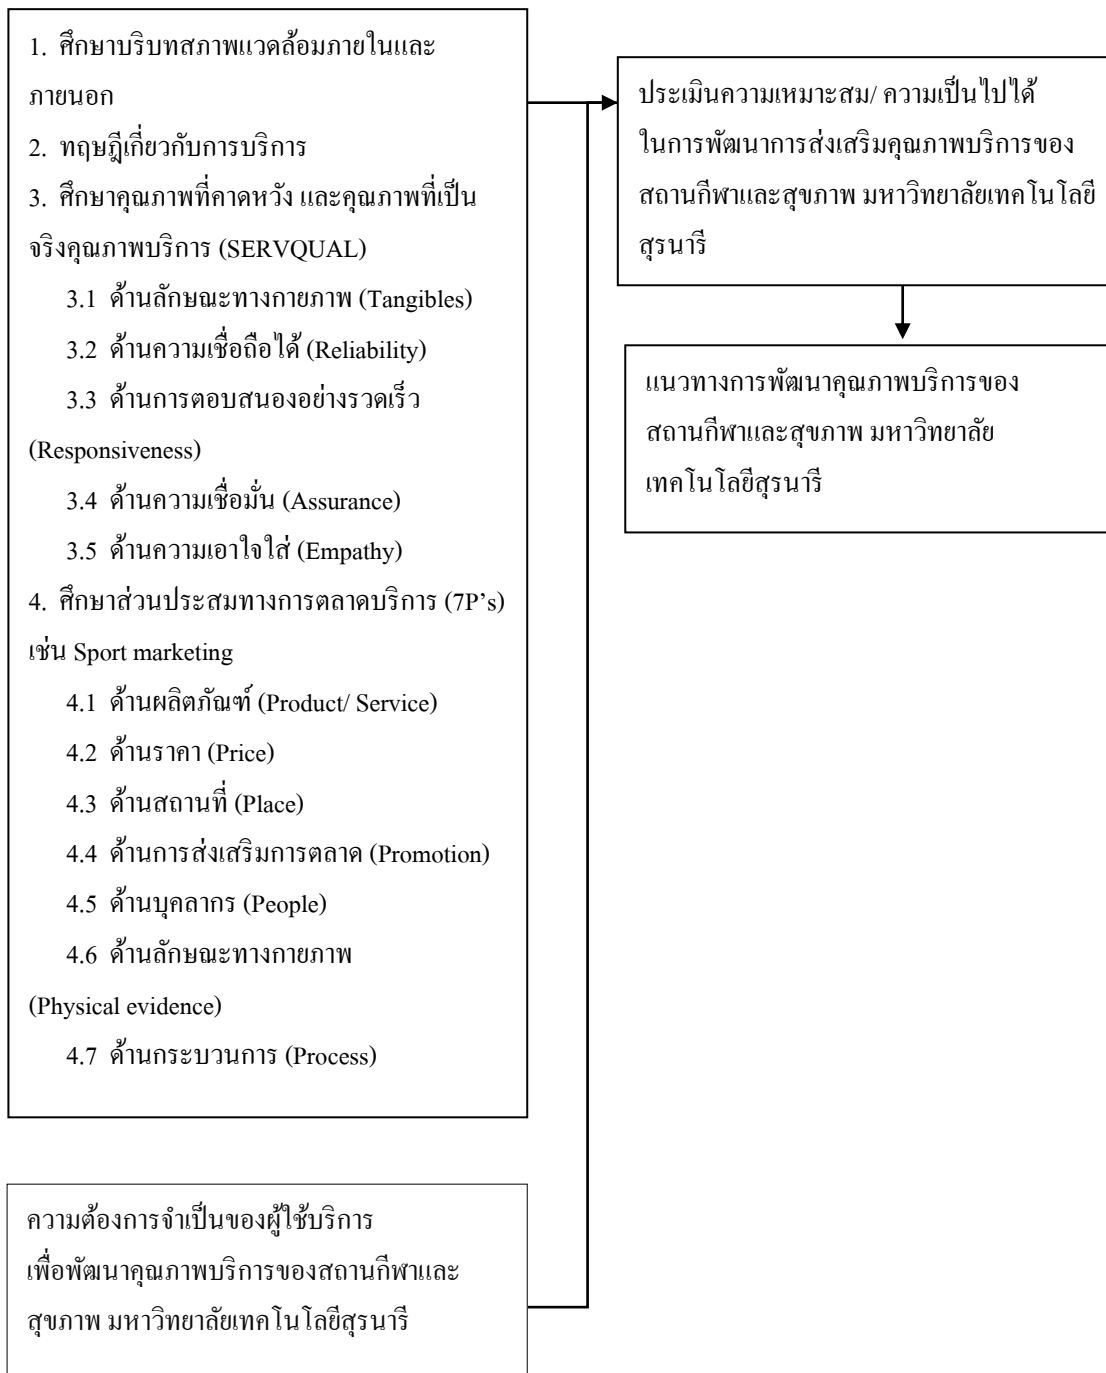 1. ศึกษาบริบทสภาพแวดล้อมภายในและ
ภายนอก
2. ทฤษฎีเกี่ยวกับการบริการ
3. ศึกษาคุณภาพที่คาดหวัง และคุณภาพที่เป็น
จริงคุณภาพบริการ (SERVQUAL)
3.1 ด้านลักษณะทางกายภาพ (Tangibles)
3.2 ด้านความเชื่อถือได้ (Reliability)
3.3 ด้านการตอบสนองอย่างรวดเร็ว
(Responsiveness)
3.4 ด้านความเชื่อมั่น (Assurance)
3.5 ด้านความเอาใจใส่ (Empathy)
4. ศึกษาส่วนประสมทางการตลาดบริการ (7P's)
เช่น Sport marketing
4.1 ด้านผลิตภัณฑ์ (Product/ Service)
4.2 ด้านราคา (Price)
4.3 ด้านสถานที่ (Place)
4.4 ด้านการส่งเสริมการตลาด (Promotion)
4.5 ด้านบุคลากร (People)
4.6 ด้านลักษณะทางกายภาพ
(Physical evidence)
4.7 ด้านกระบวนการ (Process)
ความต้องการจำเป็นของผู้ใช้บริการ
เพื่อพัฒนาคุณภาพบริการของสถานกีฬาและ
สุขภาพ มหาวิทยาลัยเทคโนโลยีสุรนารี
ประเมินความเหมาะสม/ ความเป็นไปได้
ในการพัฒนาการส่งเสริมคุณภาพบริการของ
สถานกีฬาและสุขภาพ มหาวิทยาลัยเทคโนโลยี
สุรนารี
แนวทางการพัฒนาคุณภาพบริการของ
สถานกีฬาและสุขภาพ มหาวิทยาลัย
เทคโนโลยีสุรนารี